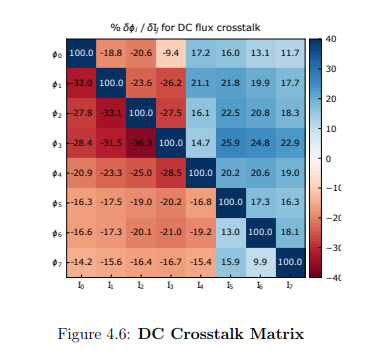 % δϕi / δIj for DC flux crosstalk
ϕ0 100.0 -18.8 -20.6 -9.4 17.2 16.0 13.1 11.7
ϕ1 -32.0 100.0 -23.6 -26.2 21.1 21.8 19.9 17.7
ϕ2 -27.8 -33.1 100.0 -27.4 16.1 22.5 20.8 18.3
ϕ3 -28.4 -31.5 -36.3 100.0 14.7 25.9 24.8 22.9
ϕ4 -20.9 -23.3 -25.0 -28.5 100.0 20.2 20.6 19.0
ϕ5 -16.3 -17.5 -19.0 -20.2 -16.8 100.0 17.3 16.3
ϕ6 -16.6 -17.3 -20.1 -21.0 -19.2 13.0 100.0 18.1
ϕ7 -14.2 -15.6 -16.4 -16.7 -15.4 15.9 9.9 100.0
I0 I1 I2 I3 I4 I5 I6 I7
40
30
20
10
0
−10
−20
−30
−40
Figure 4.6: DC Crosstalk Matrix